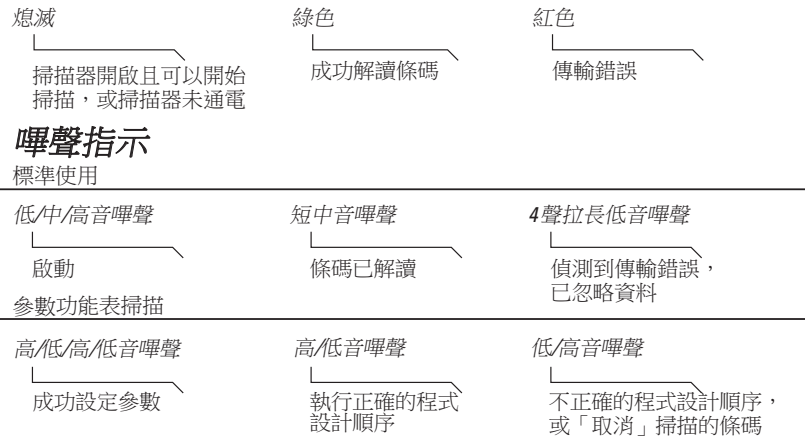 熄滅
綠色
紅色
掃描器開啟且可以開始
掃描，或掃描器未通電
成功解讀條碼
傳輸錯誤
嗶聲指示
標準使用
低/中/高音嗶聲
短中音嗶聲
4聲拉長低音嗶聲
啟動
條碼已解讀
偵測到傳輸錯誤，
已忽略資料
參數功能表掃描
高/低/高/低音嗶聲
高/低音嗶聲
低/高音嗶聲
成功設定參數
執行正確的程式
設計順序
不正確的程式設計順序，
或「取消」掃描的條碼